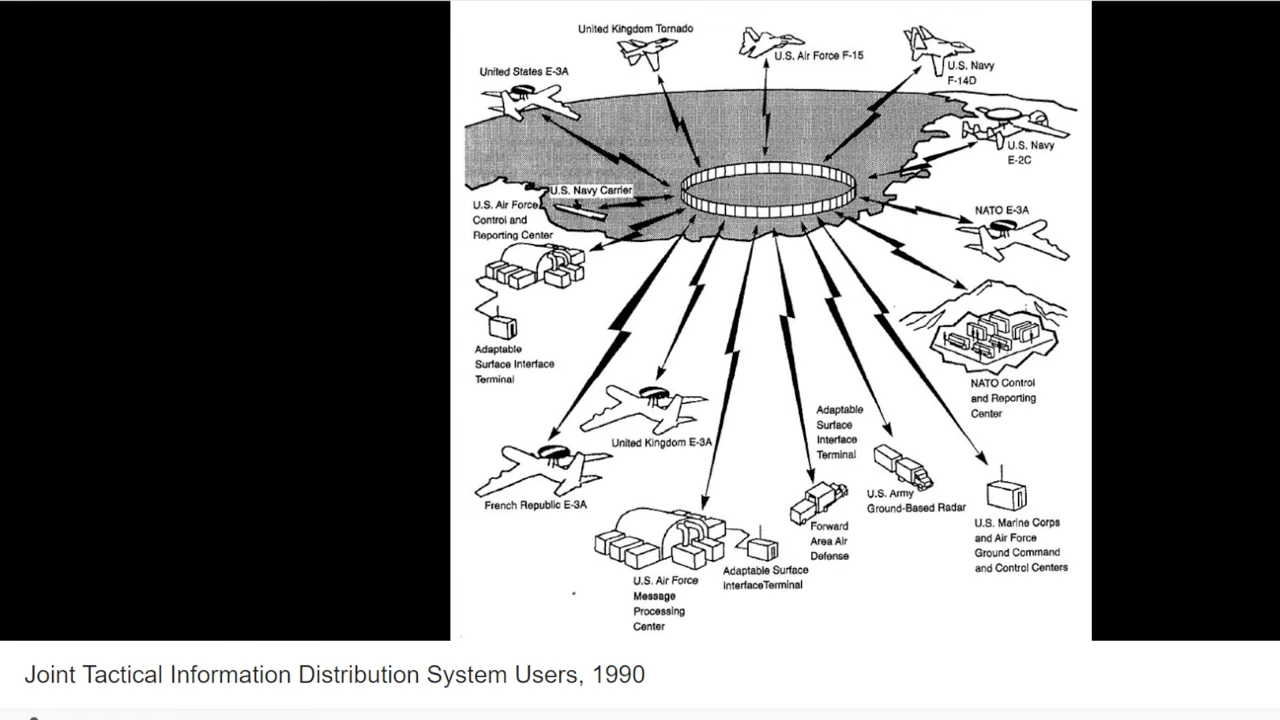 United Kingdom Tornado
U.S. Air Force F-15
U.S. Navy
F-14D
United States E-3A
U.S. Navy
E-2C
U.S. Navy Carrier
U.S. Air Force
Control and
Reporting Center
NATO E-3A
Adaptable
Surface Interface
Terminal
NATO Control
and Reporting
Center
United Kingdom E-3A
Adaptable
Surface
Interface
Terminal
French Republic E-3A
U.S. Army
Ground-Based Radar
Forward
Area Air
Defense
U.S. Marine Corps
and Air Force
Ground Command
and Control Centers
Adaptable Surface
InterfaceTerminal
U.S. Air Force
Message
Processing
Center
Joint Tactical Information Distribution System Users, 1990